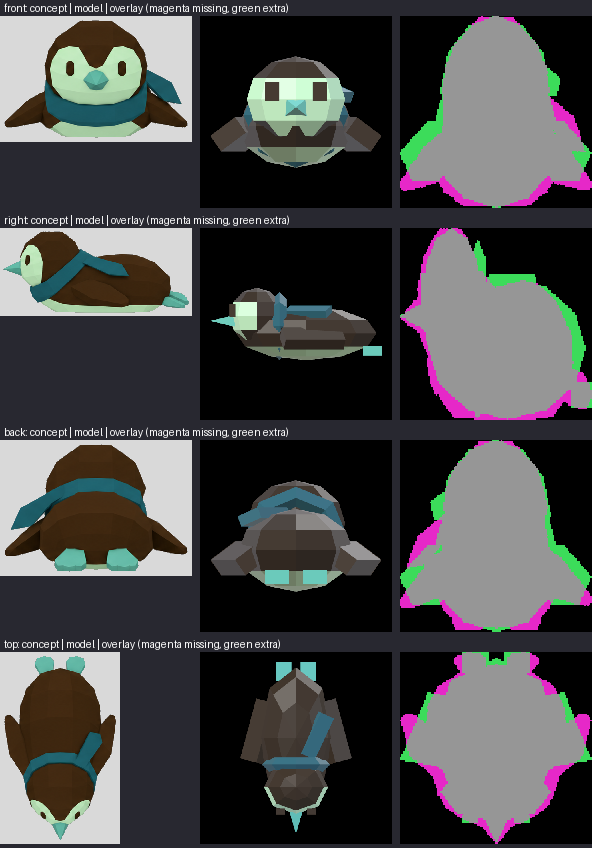 front: concept | model | overlay (magenta missing, green extra)
right: concept | model | overlay (magenta missing, green extra)
back: concept | model | overlay (magenta missing, green extra)
top: concept | model | overlay (magenta missing, green extra)